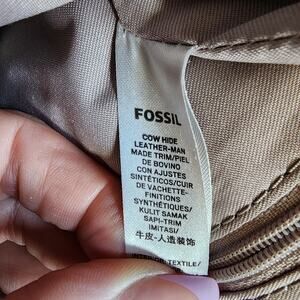 FOSSIL
COW HIDE
LEATHER-MAN
MADE TRIM/PIEL
DE BOVINO
CON AJUSTES
SINTÉTICOS/CUIR
DE VACHETTE-
FINITIONS
SYNTHÉTIQUES/
KULIT SAMAK
SAPI-TRIM
IMITASI/
牛皮-人造装饰
TEXTILE/